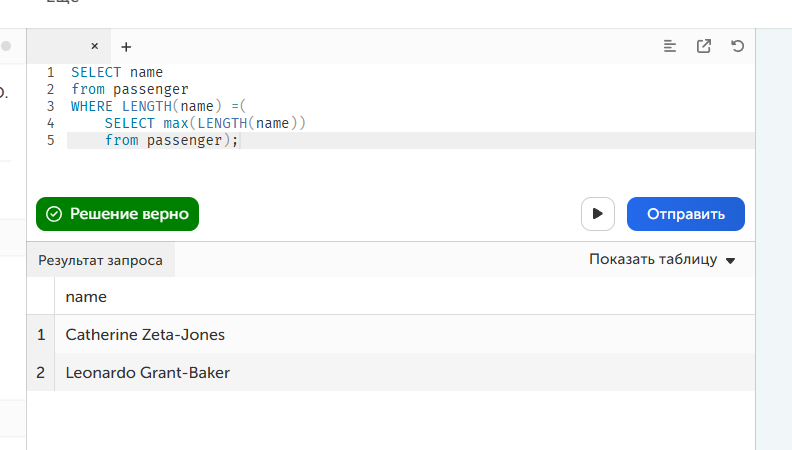 1 SELECT name
2 from passenger
3 WHERE LENGTH(name) =(
4 SELECT max(LENGTH(name))
5 from passenger);
Решение верно
Отправить
Результат запроса
Показать таблицу
name
1 Catherine Zeta-Jones
2 Leonardo Grant-Baker